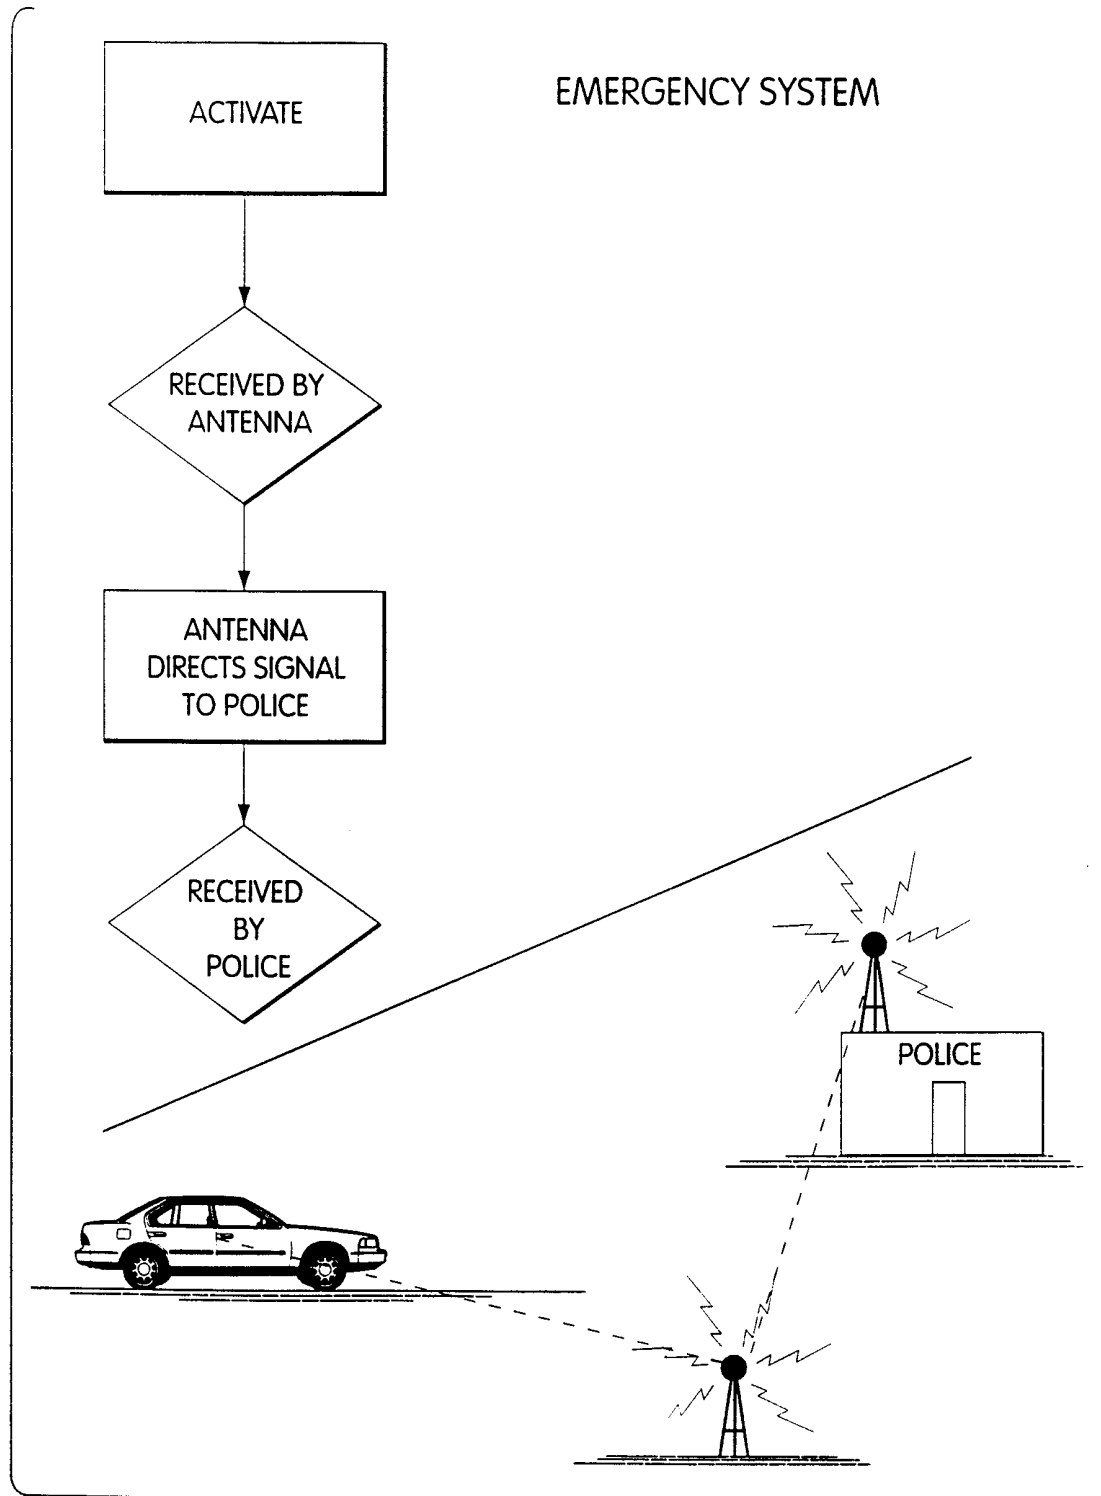 EMERGENCY SYSTEM
ACTIVATE
RECEIVED BY
ANTENNA
ANTENNA
DIRECTS SIGNAL
TO POLICE
RECEIVED
BY
POLICE
POLICE